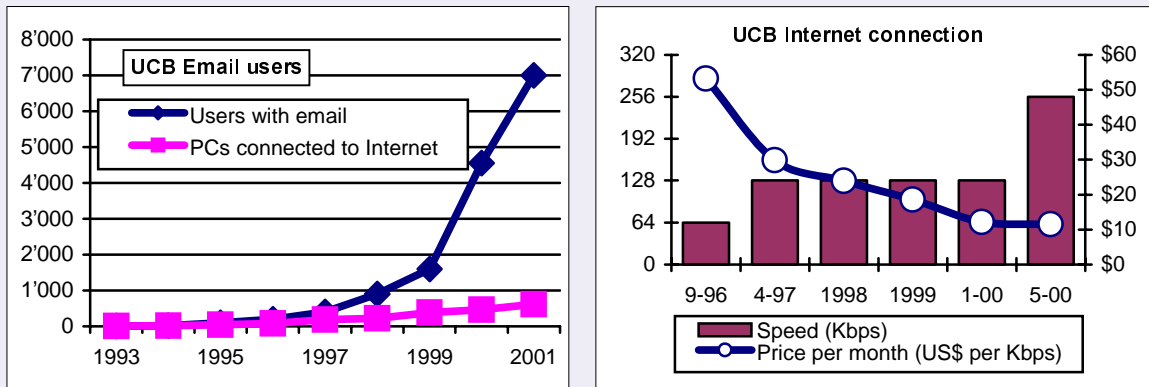 8’000
7’000
6’000
5’000
4’000
3’000
2’000
1’000
0
UCB Email users
Users with email
PCs connected to Internet
1993 1995 1997 1999 2001
UCB Internet connection
320
256
192
128
64
0
$60
$50
$40
$30
$20
$10
$0
9-96 4-97 1998 1999 1-00 5-00
Speed (Kbps)
Price per month (US$ per Kbps)